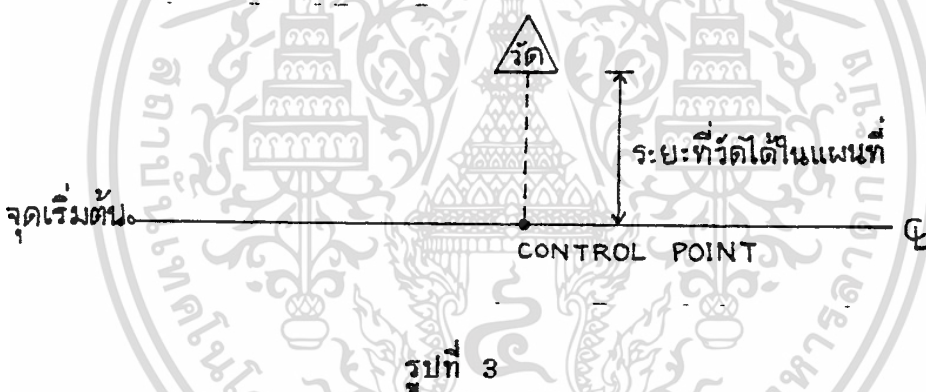 วัด
ระยะที่วัดได้ในแผนที่
จุดเริ่มต้น
℄
CONTROL POINT
รูปที่ 3